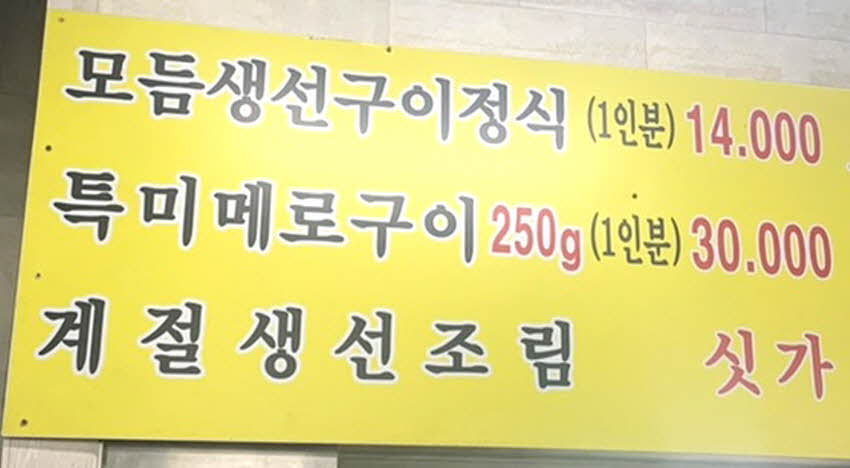 모듬생선구이정식 (1인분) 14.000
특미메로구이 250g (1인분) 30.000
계절생선조림 싯가